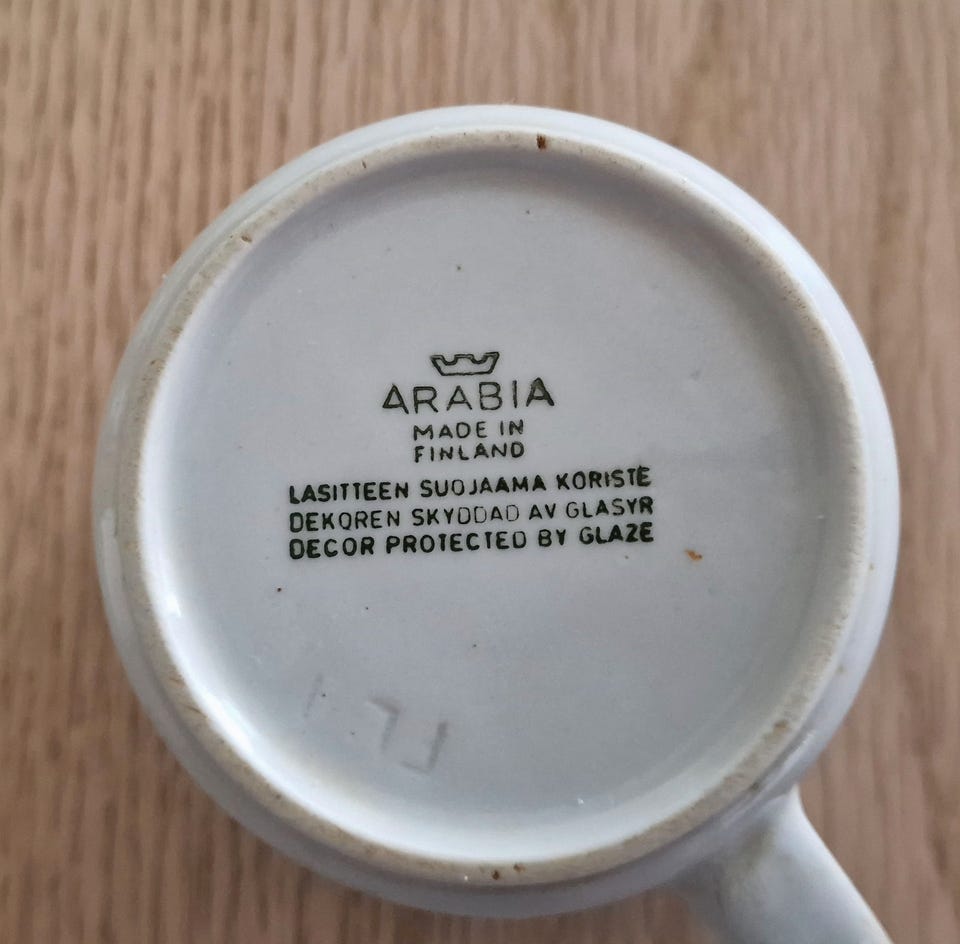 ARABIA
MADE IN
FINLAND
LASITTEEN SUOJAAMA KORISTE
DEKOREN SKYDDAD AV GLASYR
DECOR PROTECTED BY GLAZE